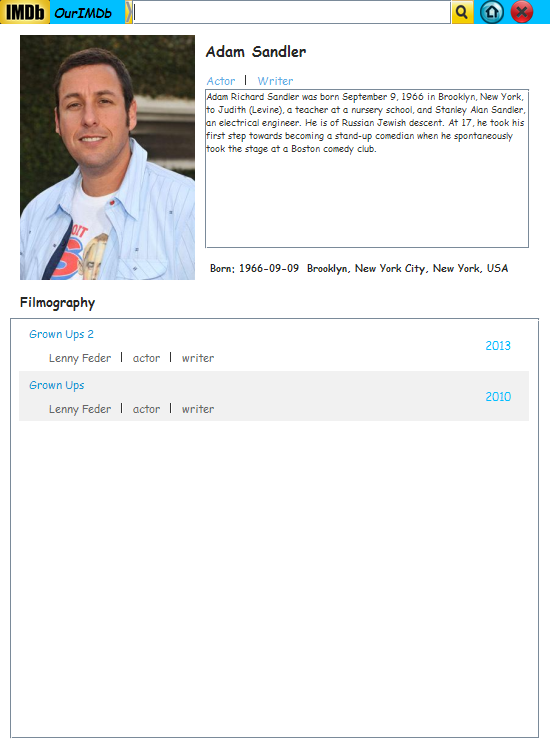 IMDb OurIMDb
Adam Sandler
Actor | Writer
Adam Richard Sandler was born September 9, 1966 in Brooklyn, New York,
to Judith (Levine), a teacher at a nursery school, and Stanley Alan Sandler,
an electrical engineer. He is of Russian Jewish descent. At 17, he took his
first step towards becoming a stand-up comedian when he spontaneously
took the stage at a Boston comedy club.
Born: 1966-09-09 Brooklyn, New York City, New York, USA
Filmography
Grown Ups 2
2013
Lenny Feder | actor | writer
Grown Ups
2010
Lenny Feder | actor | writer